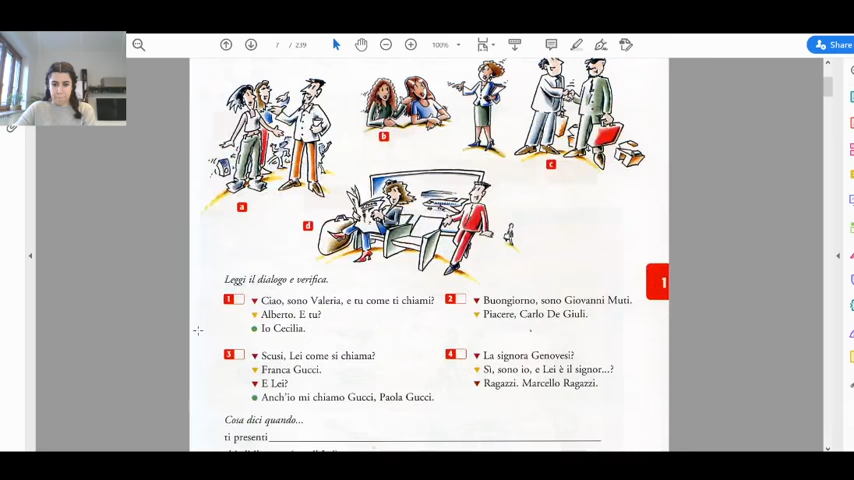 7 / 239
100%
Share
a
b
c
d
Leggi il dialogo e verifica.
1
1 Ciao, sono Valeria, e tu come ti chiami?
Alberto. E tu?
Io Cecilia.
2 Buongiorno, sono Giovanni Muti.
Piacere, Carlo De Giuli.
3 Scusi, Lei come si chiama?
Franca Gucci.
E Lei?
Anch'io mi chiamo Gucci, Paola Gucci.
4 La signora Genovesi?
Sì, sono io, e Lei è il signor...?
Ragazzi. Marcello Ragazzi.
Cosa dici quando...
ti presenti